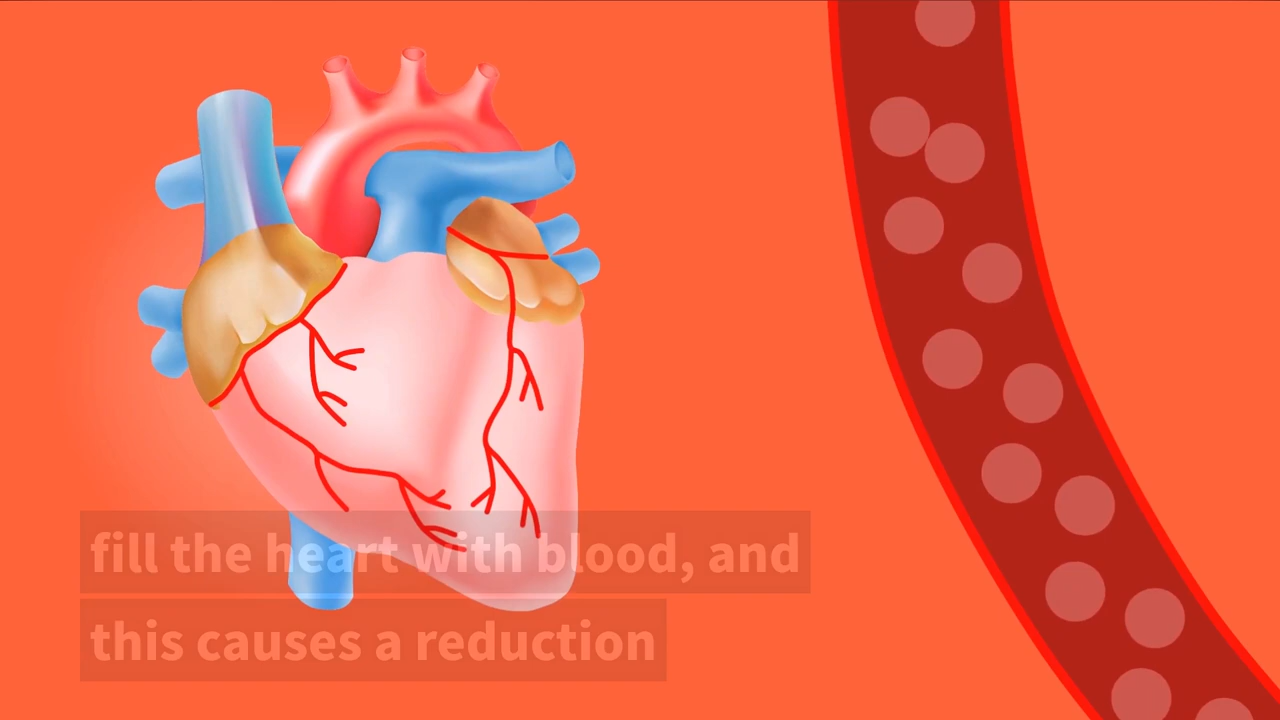 fill the heart with blood, and
this causes a reduction